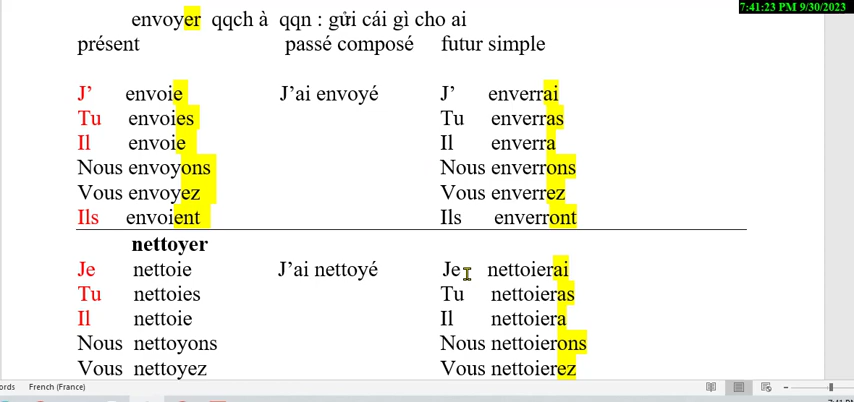 7:41:23 PM 9/30/2023
envoyer qqch à qqn : gửi cái gì cho ai
présent passé composé futur simple
J’ envoie J’ai envoyé J’ enverrai
Tu envoies Tu enverras
Il envoie Il enverra
Nous envoyons Nous enverrons
Vous envoyez Vous enverrez
Ils envoient Ils enverront
nettoyer
Je nettoie J’ai nettoyé Je nettoierai
Tu nettoies Tu nettoieras
Il nettoie Il nettoiera
Nous nettoyons Nous nettoierons
Vous nettoyez Vous nettoierez
ords French (France)